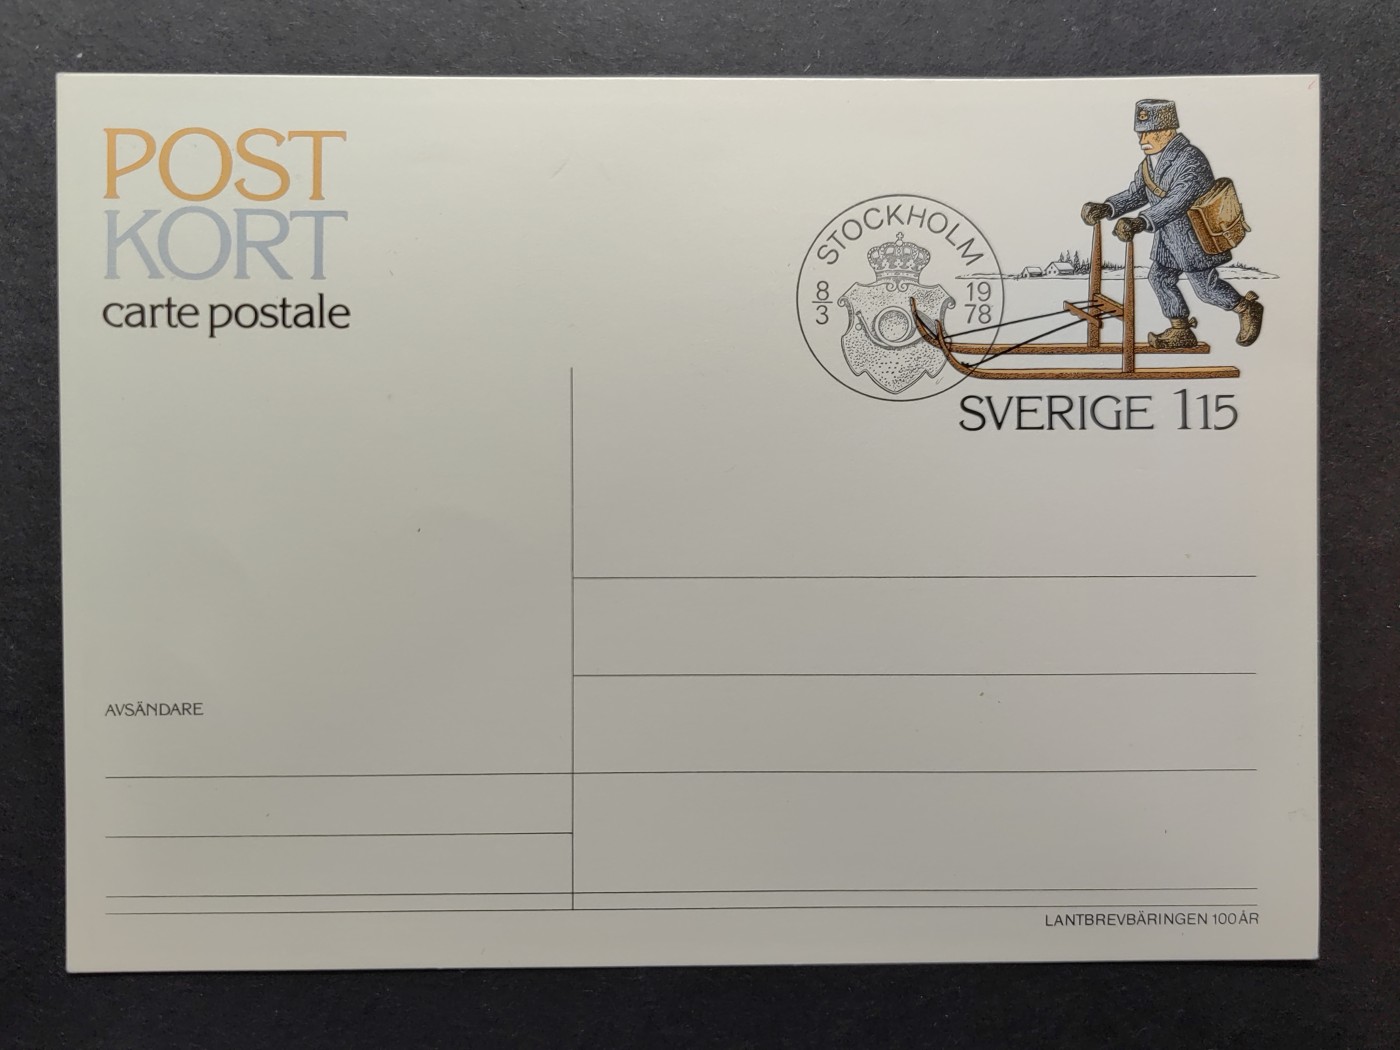 POST
KORT
carte postale
STOCKHOLM
8/3
19
78
SVERIGE 115
AVSÄNDARE
LANTBREVBÄRINGEN 100 ÅR